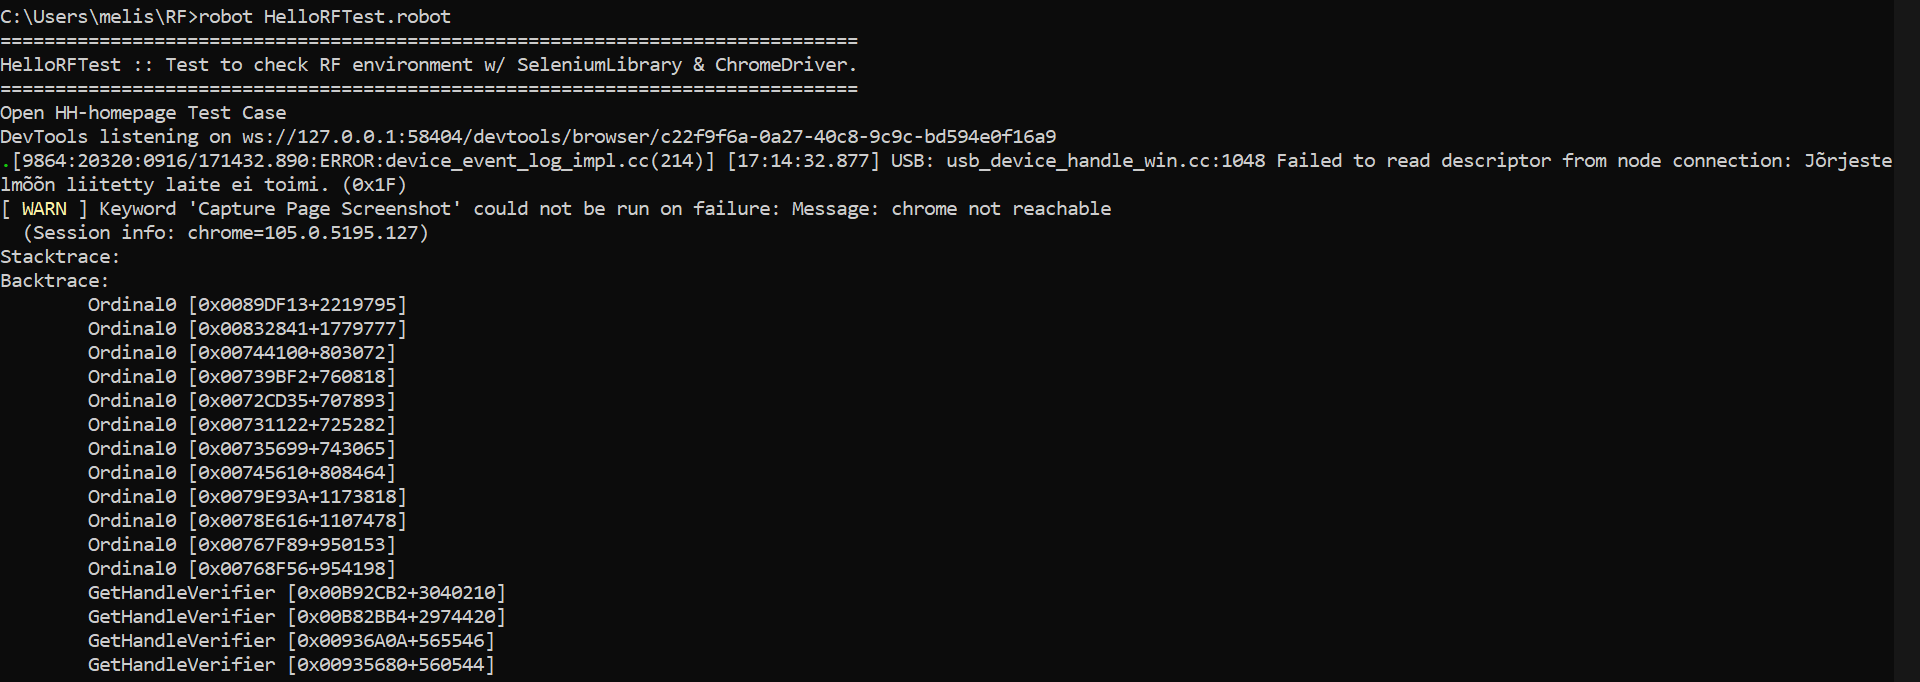 C:\Users\melis\RF>robot HelloRFTest.robot
==============================================================================
HelloRFTest :: Test to check RF environment w/ SeleniumLibrary & ChromeDriver.
==============================================================================
Open HH-homepage Test Case
DevTools listening on ws://127.0.0.1:58404/devtools/browser/c22f9f6a-0a27-40c8-9c9c-bd594e0f16a9
.[9864:20320:0916/171432.890:ERROR:device_event_log_impl.cc(214)] [17:14:32.877] USB: usb_device_handle_win.cc:1048 Failed to read descriptor from node connection: Jõrjeste
lmõõn liitetty laite ei toimi. (0x1F)
[ WARN ] Keyword 'Capture Page Screenshot' could not be run on failure: Message: chrome not reachable
  (Session info: chrome=105.0.5195.127)
Stacktrace:
Backtrace:
        Ordinal0 [0x0089DF13+2219795]
        Ordinal0 [0x00832841+1779777]
        Ordinal0 [0x00744100+803072]
        Ordinal0 [0x00739BF2+760818]
        Ordinal0 [0x0072CD35+707893]
        Ordinal0 [0x00731122+725282]
        Ordinal0 [0x00735699+743065]
        Ordinal0 [0x00745610+808464]
        Ordinal0 [0x0079E93A+1173818]
        Ordinal0 [0x0078E616+1107478]
        Ordinal0 [0x00767F89+950153]
        Ordinal0 [0x00768F56+954198]
        GetHandleVerifier [0x00B92CB2+3040210]
        GetHandleVerifier [0x00B82BB4+2974420]
        GetHandleVerifier [0x00936A0A+565546]
        GetHandleVerifier [0x00935680+560544]